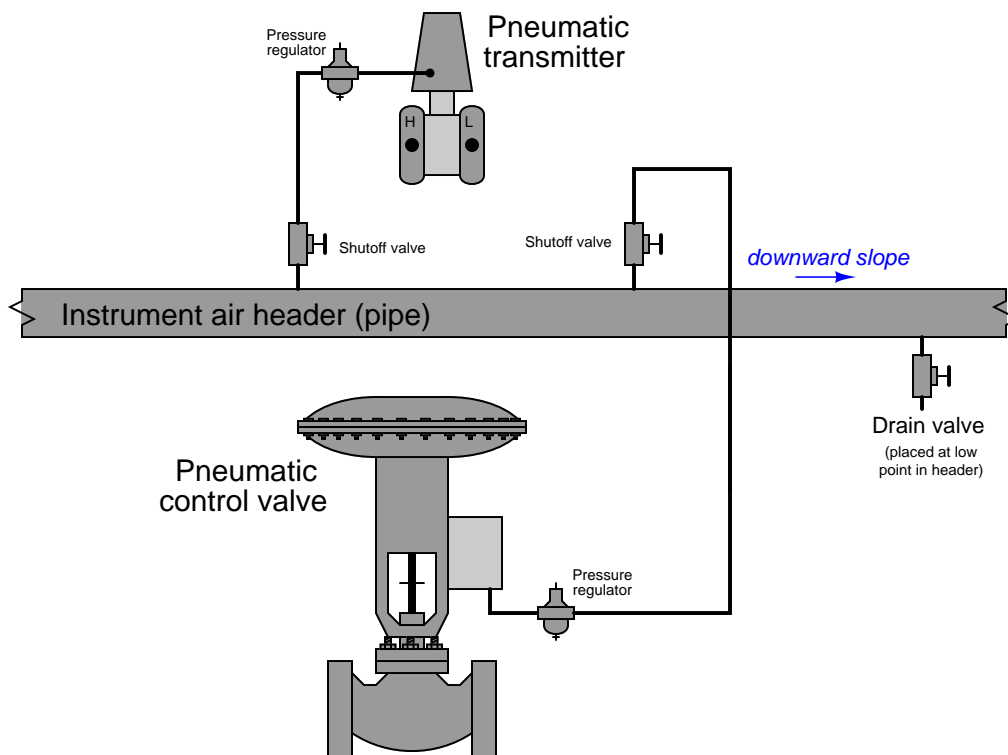 Pressure
regulator
Pneumatic
transmitter
H
L
Shutoff valve
Shutoff valve
downward slope
Instrument air header (pipe)
Drain valve
(placed at low
point in header)
Pneumatic
control valve
Pressure
regulator